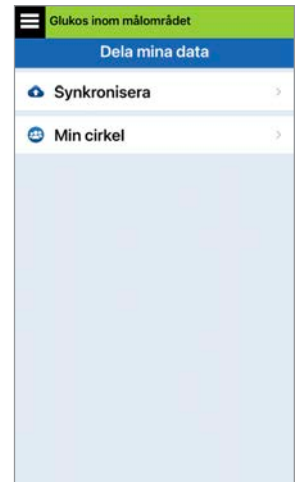 Glukos inom målområdet
Dela mina data
Synkronisera
Min cirkel